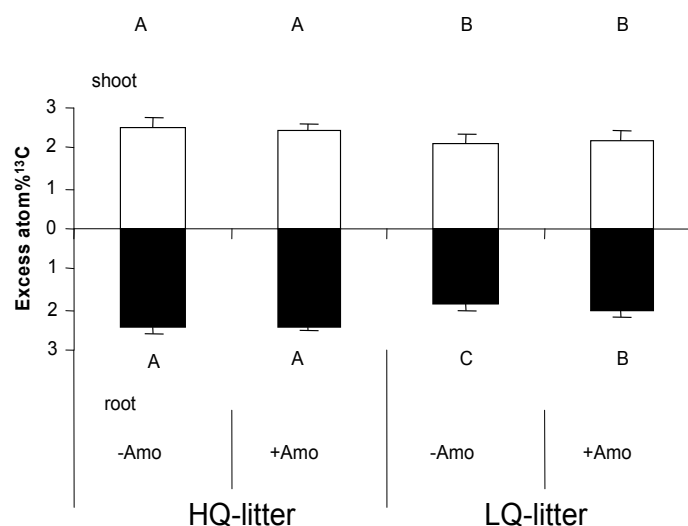 A A B B
shoot
3
2
1
0
1
2
3
Excess atom%¹³C
A A C B
root
-Amo +Amo -Amo +Amo
HQ-litter LQ-litter